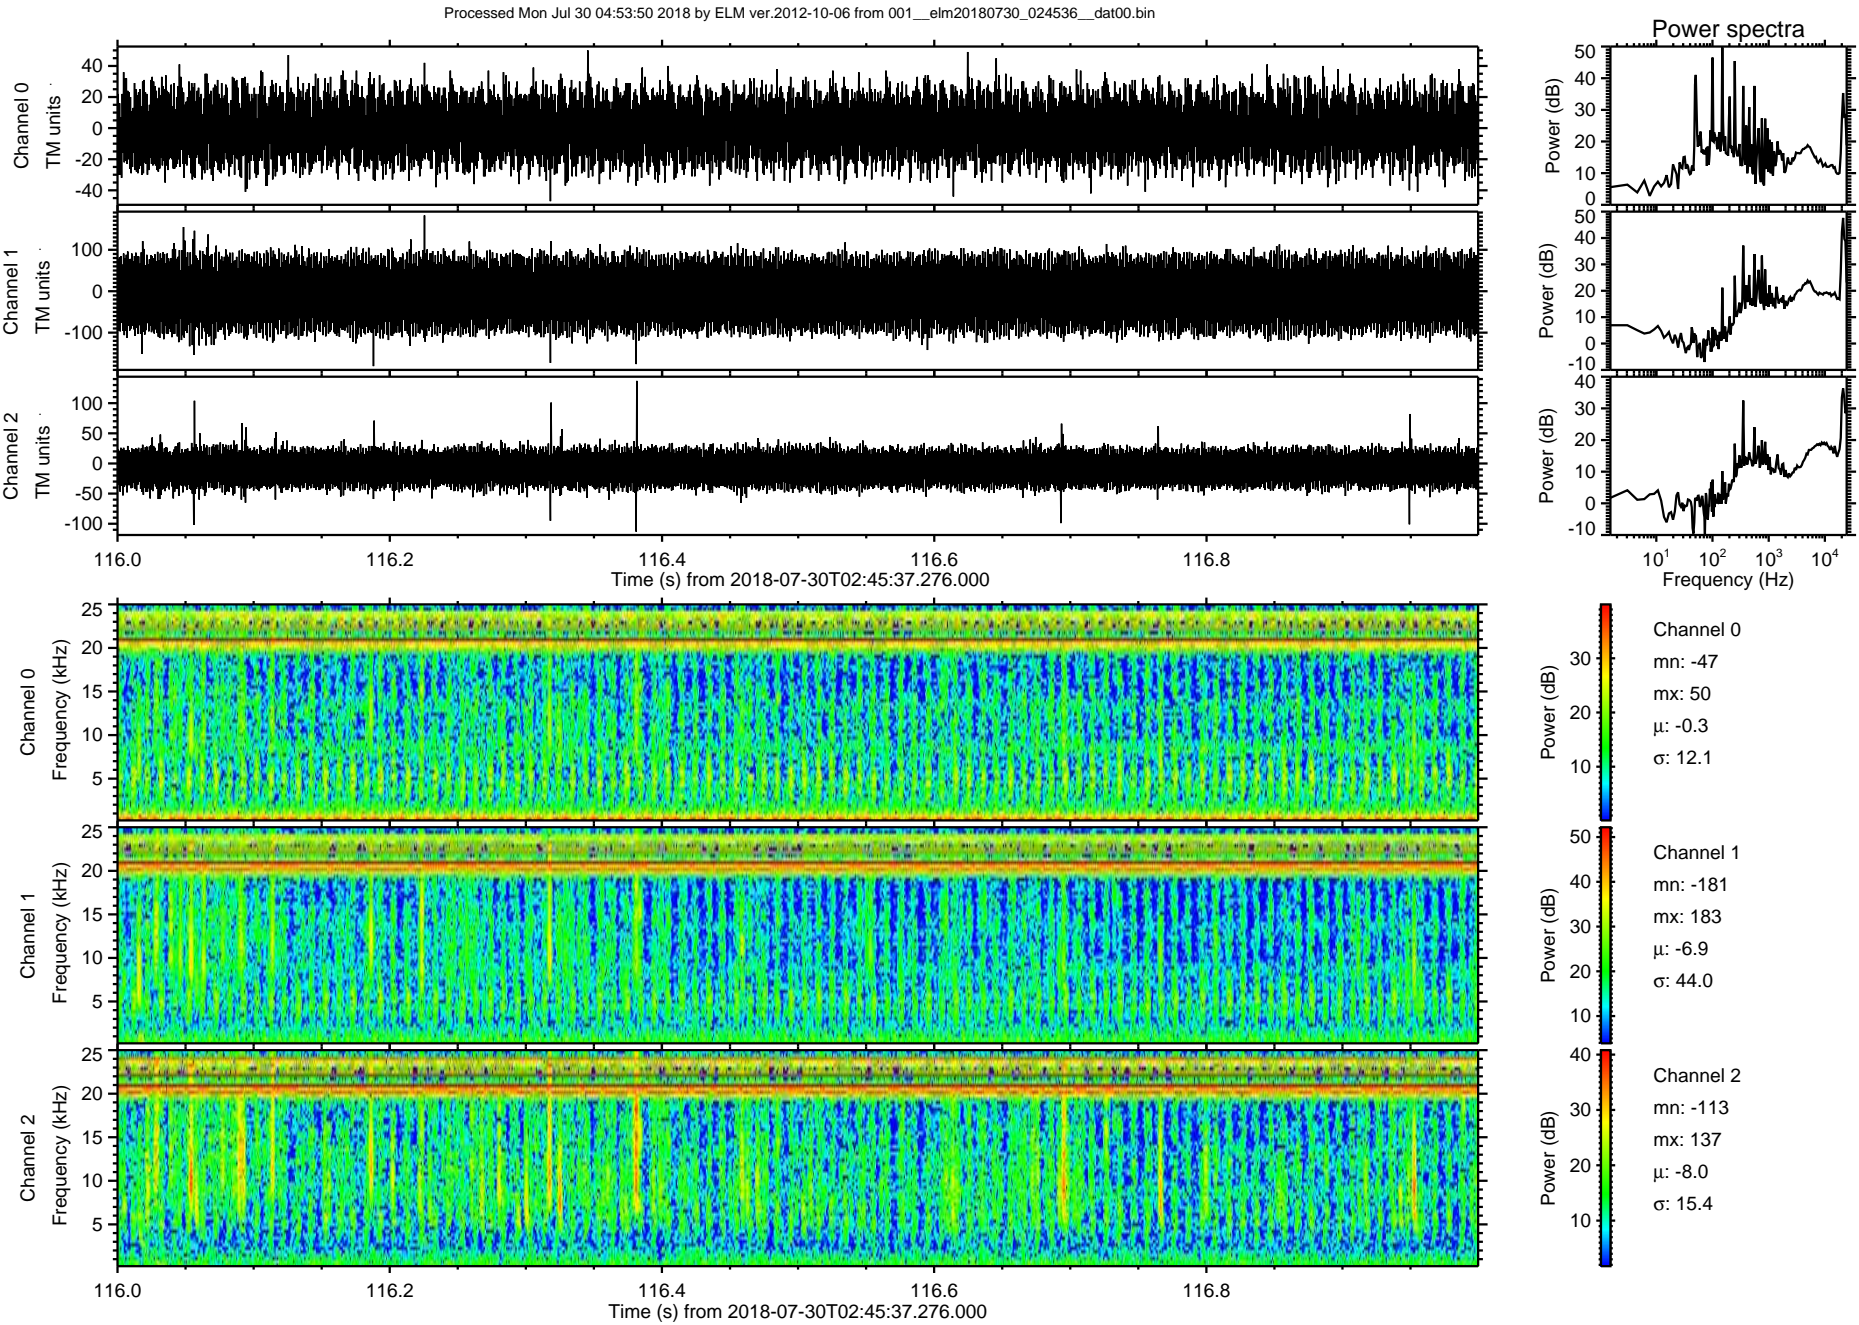 Processed Mon Jul 30 04:53:50 2018 by ELM ver.2012-10-06 from 001__elm20180730_024536__dat00.bin
Power spectra
Channel 0
TM units
40
20
0
-20
-40
Power (dB)
50
40
30
20
10
0
Channel 1
TM units
100
0
-100
Power (dB)
50
40
30
20
10
0
-10
Channel 2
TM units
100
50
0
-50
-100
Power (dB)
40
30
20
10
0
-10
116.0 116.2 116.4 116.6 116.8
Time (s) from 2018-07-30T02:45:37.276.000
10^1 10^2 10^3 10^4
Frequency (Hz)
Channel 0
Frequency (kHz)
25
20
15
10
5
Power (dB)
30
20
10
Channel 0
mn: -47
mx: 50
μ: -0.3
σ: 12.1
Channel 1
Frequency (kHz)
25
20
15
10
5
Power (dB)
50
40
30
20
10
Channel 1
mn: -181
mx: 183
μ: -6.9
σ: 44.0
Channel 2
Frequency (kHz)
25
20
15
10
5
Power (dB)
40
30
20
10
Channel 2
mn: -113
mx: 137
μ: -8.0
σ: 15.4
116.0 116.2 116.4 116.6 116.8
Time (s) from 2018-07-30T02:45:37.276.000